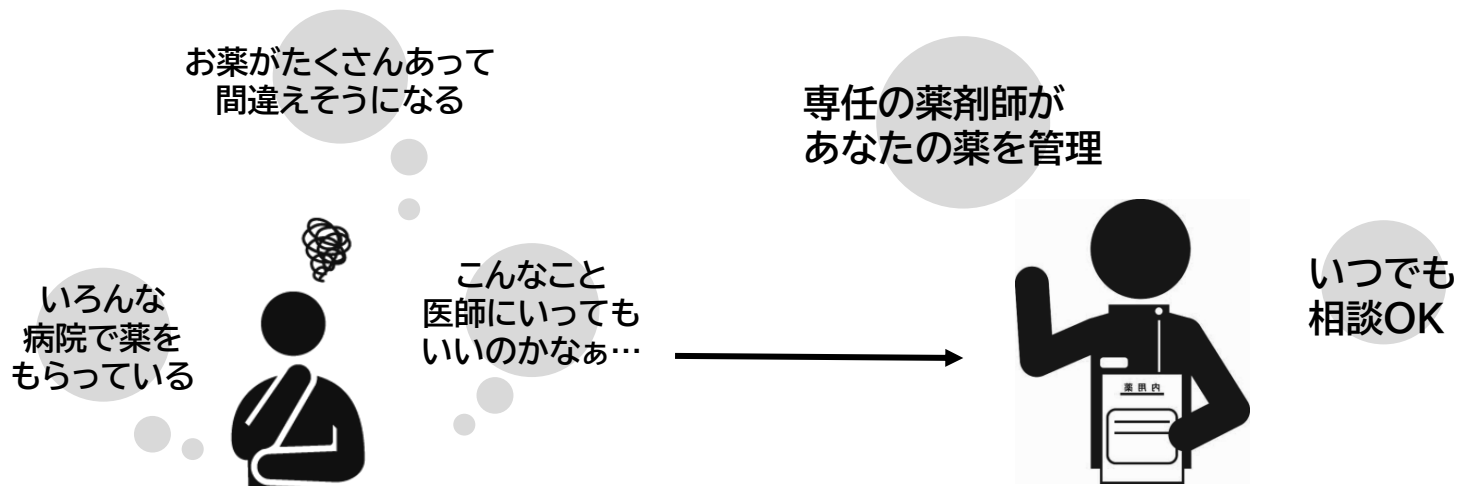 お薬がたくさんあって
間違えそうになる
いろんな
病院で薬を
もらっている
こんなこと
医師にいっても
いいのかなぁ…
専任の薬剤師が
あなたの薬を管理
いつでも
相談OK
薬用内